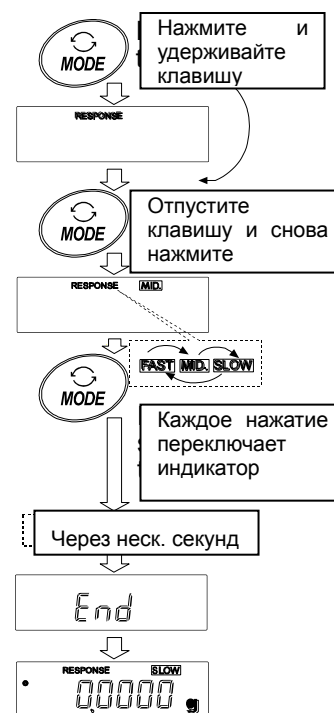 MODE
Нажмите и
удерживайте
клавишу
RESPONSE
MODE
Отпустите
клавишу и снова
нажмите
RESPONSE MID.
FAST MID. SLOW
MODE
Каждое нажатие
переключает
индикатор
Через неск. секунд
End
RESPONSE SLOW
0.0000 g